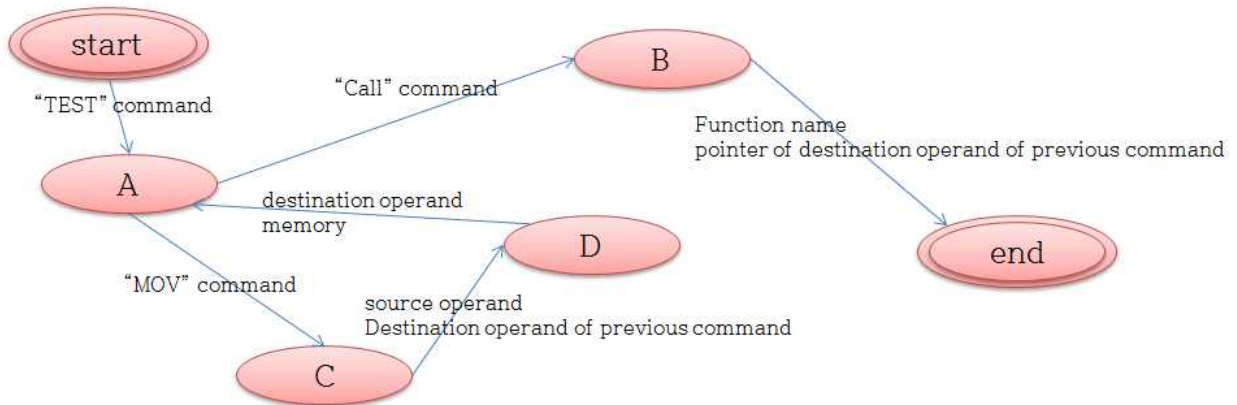 start
B
“Call” command
“TEST” command
Function name
pointer of destination operand of previous command
A
destination operand
memory
D
end
“MOV” command
source operand
Destination operand of previous command
C